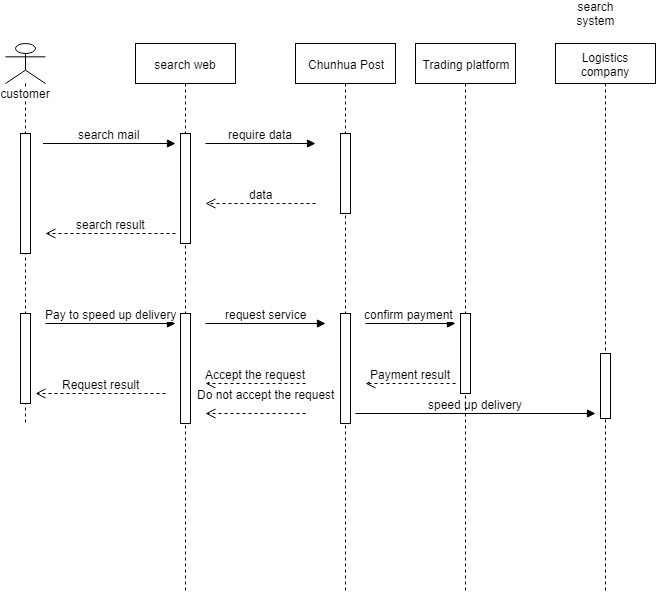 search
system
search web
Chunhua Post
Trading platform
Logistics
company
customer
search mail
require data
data
search result
Pay to speed up delivery
request service
confirm payment
Accept the request
Payment result
Request result
Do not accept the request
speed up delivery